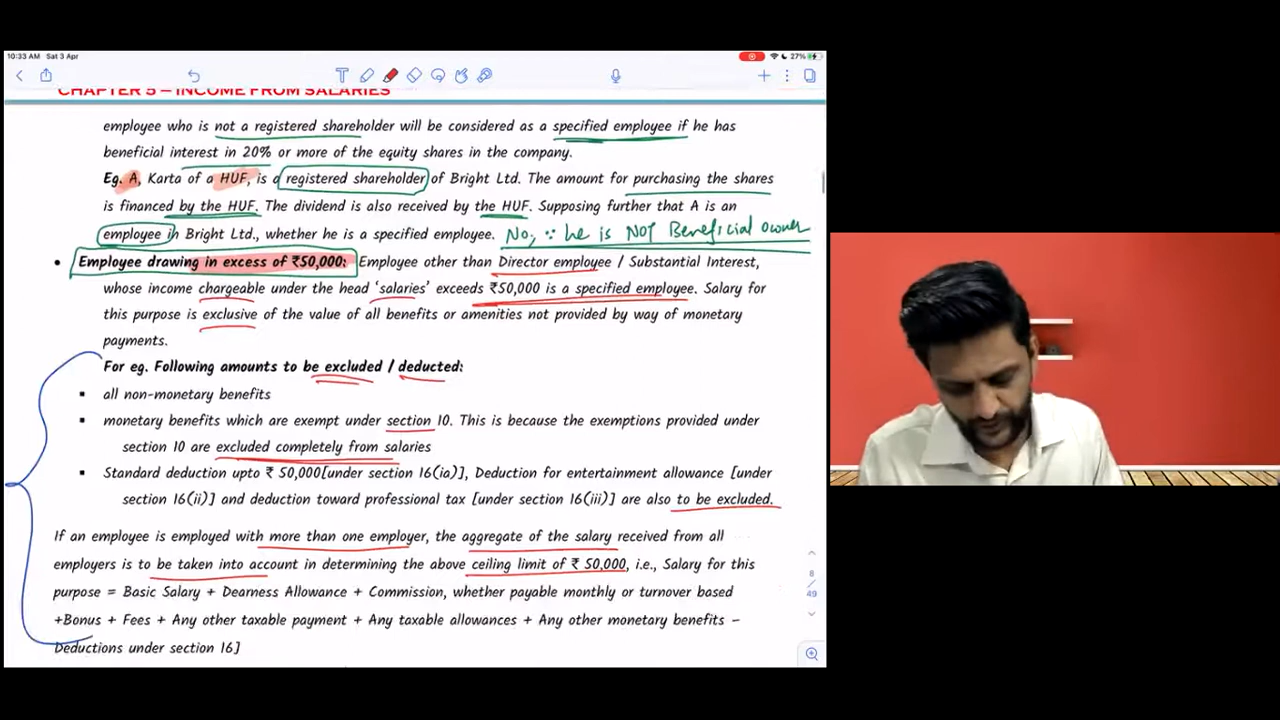 10:33 AM Sat 3 Apr
27%
CHAPTER 5 – INCOME FROM SALARIES
employee who is not a registered shareholder will be considered as a specified employee if he has
beneficial interest in 20% or more of the equity shares in the company.
Eg. A, Karta of a HUF, is a registered shareholder of Bright Ltd. The amount for purchasing the shares
is financed by the HUF. The dividend is also received by the HUF. Supposing further that A is an
employee in Bright Ltd., whether he is a specified employee. No, ∵ he is NOT Beneficial owner
• Employee drawing in excess of ₹50,000: Employee other than Director employee / Substantial Interest,
whose income chargeable under the head ‘salaries’ exceeds ₹50,000 is a specified employee. Salary for
this purpose is exclusive of the value of all benefits or amenities not provided by way of monetary
payments.
For eg. Following amounts to be excluded / deducted:
▪ all non-monetary benefits
▪ monetary benefits which are exempt under section 10. This is because the exemptions provided under
section 10 are excluded completely from salaries
▪ Standard deduction upto ₹ 50,000[under section 16(ia)], Deduction for entertainment allowance [under
section 16(ii)] and deduction toward professional tax [under section 16(iii)] are also to be excluded.
If an employee is employed with more than one employer, the aggregate of the salary received from all
employers is to be taken into account in determining the above ceiling limit of ₹ 50,000, i.e., Salary for this
purpose = Basic Salary + Dearness Allowance + Commission, whether payable monthly or turnover based
+Bonus + Fees + Any other taxable payment + Any taxable allowances + Any other monetary benefits –
Deductions under section 16]
8
/
49